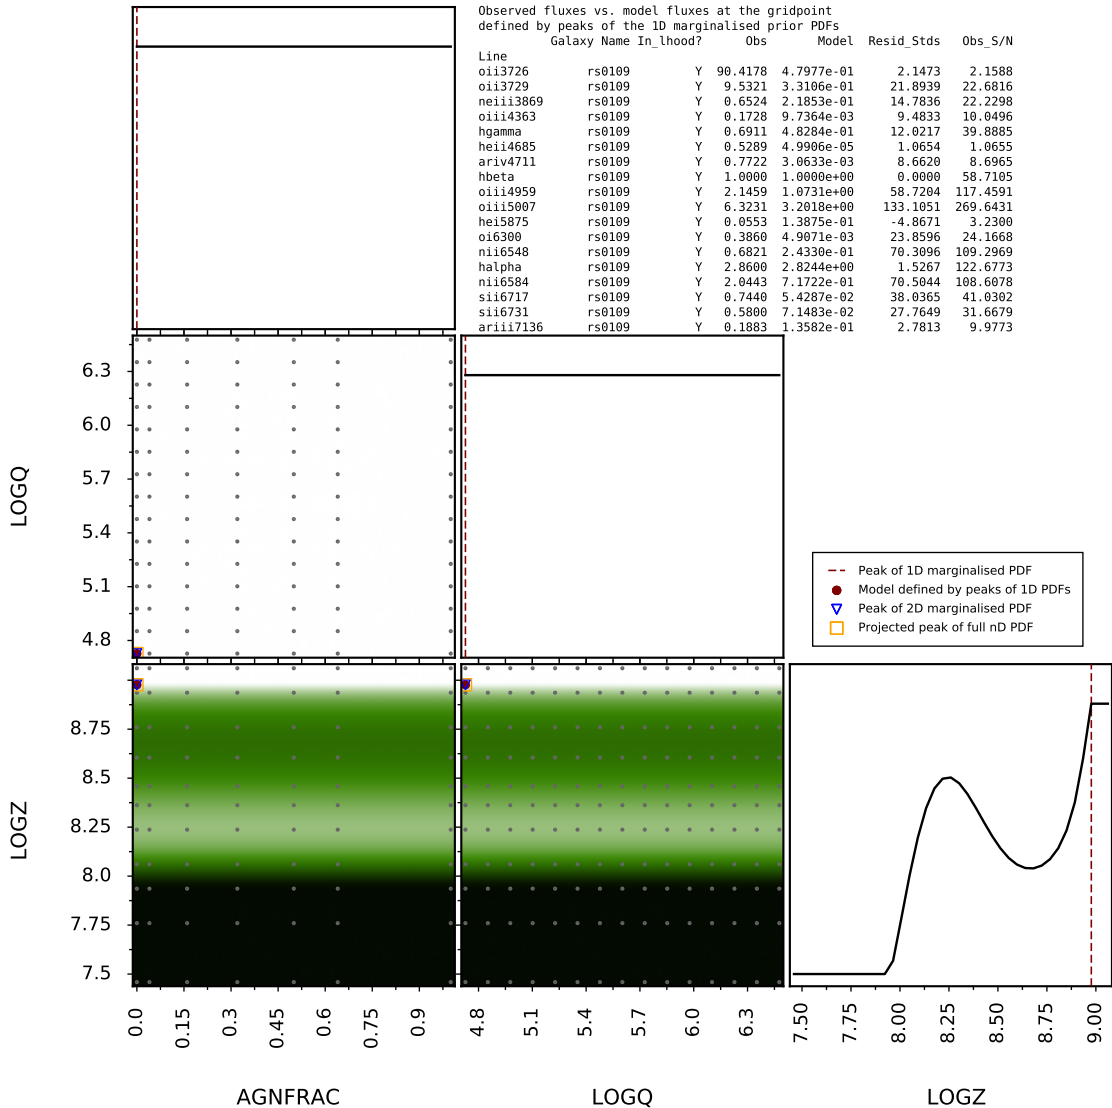 Observed fluxes vs. model fluxes at the gridpoint
defined by peaks of the 1D marginalised prior PDFs
Galaxy Name In_lhood? Obs Model Resid_Stds Obs_S/N
Line
oii3726 rs0109 Y 90.4178 4.7977e-01 2.1473 2.1588
oii3729 rs0109 Y 9.5321 3.3106e-01 21.8939 22.6816
neiii3869 rs0109 Y 0.6524 2.1853e-01 14.7836 22.2298
oiii4363 rs0109 Y 0.1728 9.7364e-03 9.4833 10.0496
hgamma rs0109 Y 0.6911 4.8284e-01 12.0217 39.8885
heii4685 rs0109 Y 0.5289 4.9906e-05 1.0654 1.0655
ariv4711 rs0109 Y 0.7722 3.0633e-03 8.6620 8.6965
hbeta rs0109 Y 1.0000 1.0000e+00 0.0000 58.7105
oiii4959 rs0109 Y 2.1459 1.0731e+00 58.7204 117.4591
oiii5007 rs0109 Y 6.3231 3.2018e+00 133.1051 269.6431
hei5875 rs0109 Y 0.0553 1.3875e-01 -4.8671 3.2300
oi6300 rs0109 Y 0.3860 4.9071e-03 23.8596 24.1668
nii6548 rs0109 Y 0.6821 2.4330e-01 70.3096 109.2969
halpha rs0109 Y 2.8600 2.8244e+00 1.5267 122.6773
nii6584 rs0109 Y 2.0443 7.1722e-01 70.5044 108.6078
sii6717 rs0109 Y 0.7440 5.4287e-02 38.0365 41.0302
sii6731 rs0109 Y 0.5800 7.1483e-02 27.7649 31.6679
ariii7136 rs0109 Y 0.1883 1.3582e-01 2.7813 9.9773
LOGQ
6.3
6.0
5.7
5.4
5.1
4.8
Peak of 1D marginalised PDF
Model defined by peaks of 1D PDFs
Peak of 2D marginalised PDF
Projected peak of full nD PDF
LOGZ
8.75
8.5
8.25
8.0
7.75
7.5
0.0 0.15 0.3 0.45 0.6 0.75 0.9
4.8 5.1 5.4 5.7 6.0 6.3
7.50 7.75 8.00 8.25 8.50 8.75 9.00
AGNFRAC LOGQ LOGZ